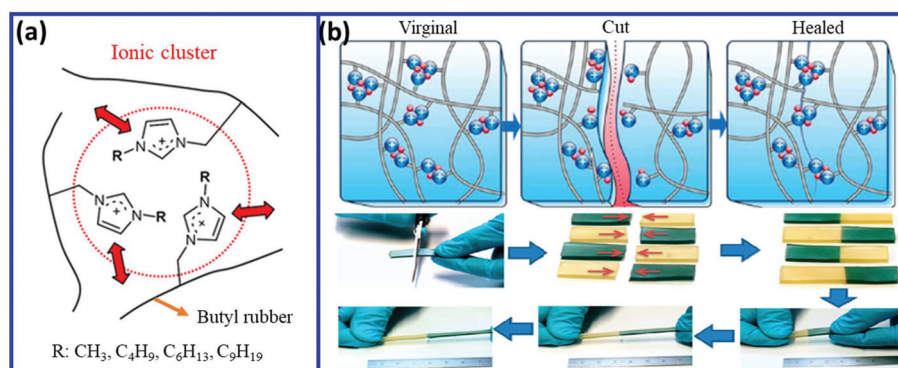 (a)
Ionic cluster
R
N
N
+
N
N
R
+
R
N
N
+
Butyl rubber
R: CH₃, C₄H₉, C₆H₁₃, C₉H₁₉
(b)
Virginal
Cut
Healed